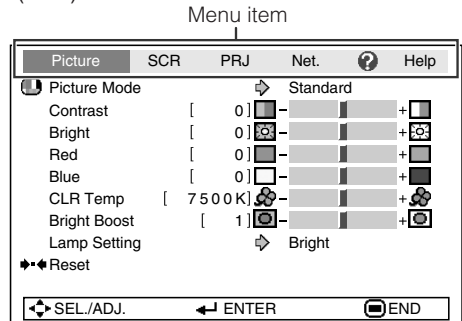 Menu item
Picture SCR PRJ Net. ? Help
Picture Mode Standard
Contrast [ 0] - +
Bright [ 0] - +
Red [ 0] - +
Blue [ 0] - +
CLR Temp [ 7500K] - +
Bright Boost [ 1] - +
Lamp Setting Bright
Reset
SEL./ADJ. ENTER END